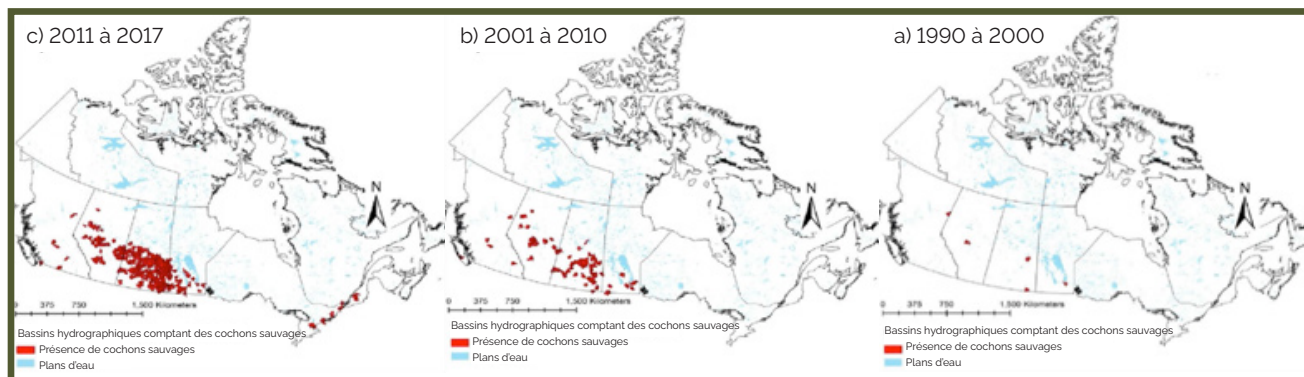 c) 2011 à 2017
N
0 375 750 1,500 Kilometers
Bassins hydrographiques comptant des cochons sauvages
Présence de cochons sauvages
Plans d'eau
b) 2001 à 2010
N
0 375 750 1,500 Kilometers
Bassins hydrographiques comptant des cochons sauvages
Présence de cochons sauvages
Plans d'eau
a) 1990 à 2000
N
0 375 750 1,500 Kilometers
Bassins hydrographiques comptant des cochons sauvages
Présence de cochons sauvages
Plans d'eau